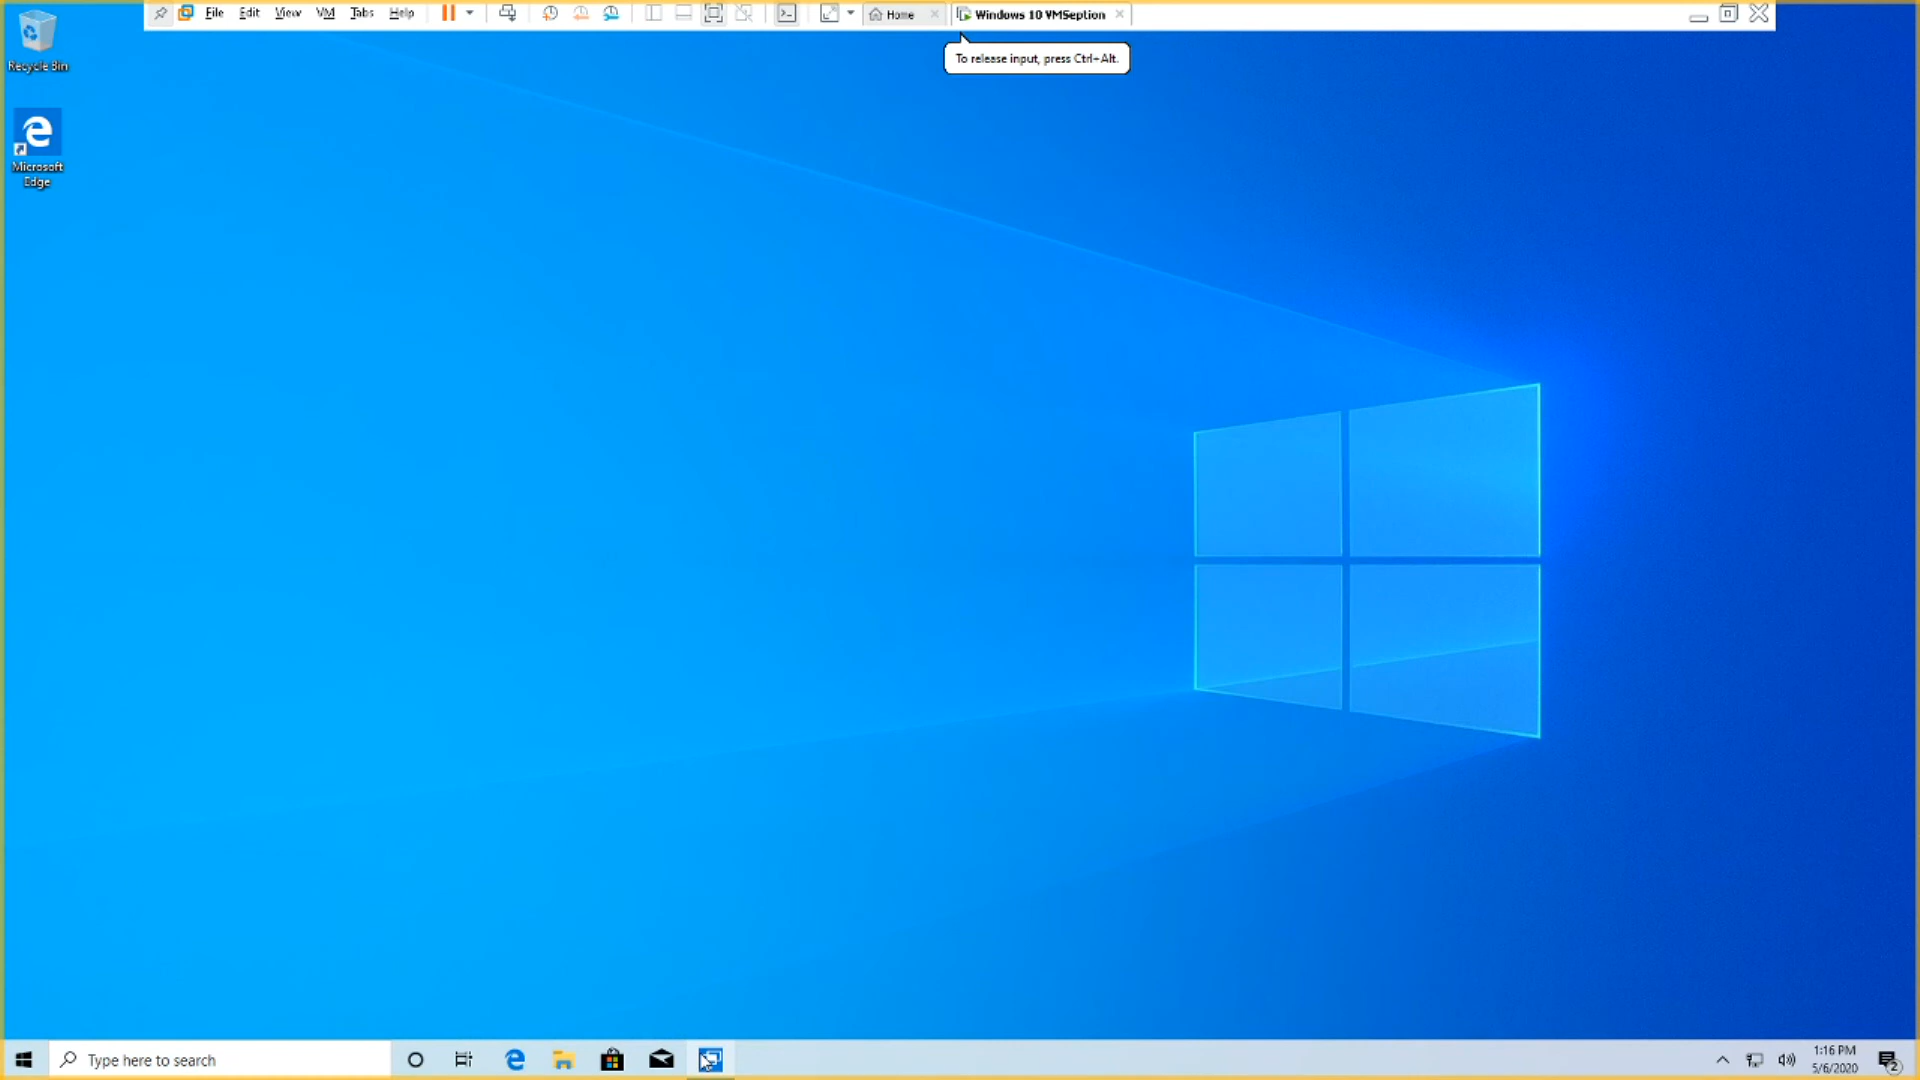 File Edit View VM Tabs Help Home Windows 10 VMSeption
To release input, press Ctrl+Alt.
Recycle Bin
Microsoft
Edge
Type here to search
1:16 PM
5/6/2020
2